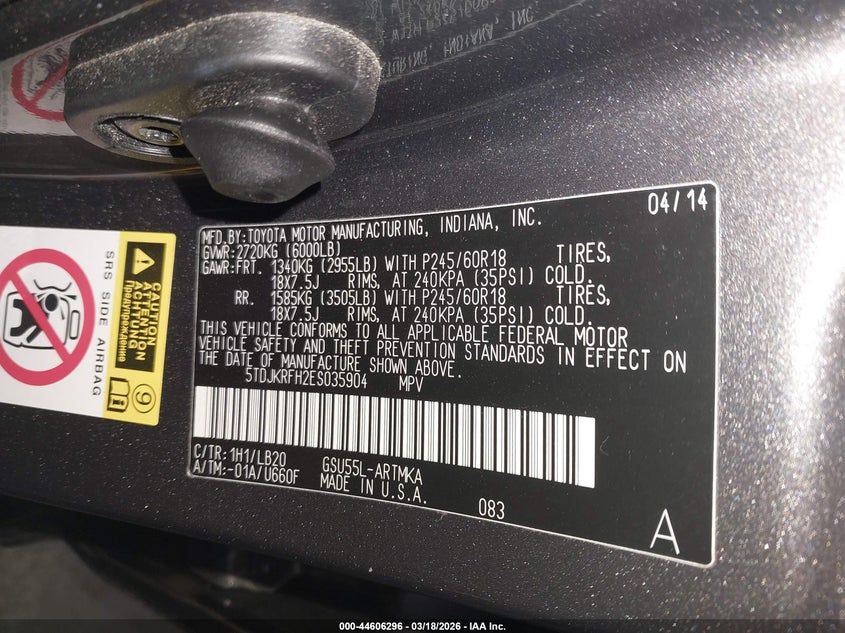 04/14
MFD.BY:TOYOTA MOTOR MANUFACTURING, INDIANA, INC.
GVWR:2720KG (6000LB)
GAWR:FRT. 1340KG (2955LB) WITH P245/60R18 TIRES,
18X7.5J RIMS, AT 240KPA (35PSI) COLD.
RR. 1585KG (3505LB) WITH P245/60R18 TIRES,
18X7.5J RIMS, AT 240KPA (35PSI) COLD.
THIS VEHICLE CONFORMS TO ALL APPLICABLE FEDERAL MOTOR
VEHICLE SAFETY AND THEFT PREVENTION STANDARDS IN EFFECT ON
THE DATE OF MANUFACTURE SHOWN ABOVE.
5TDJKRFH2ES035904 MPV
C/TR:1H1/LB20 GSU55L-ARTMKA
A/TM:-01A/U660F MADE IN U.S.A.
083
A
SRS SIDE AIRBAG
CAUTION
ATTENTION
ACHTUNG
Предупреждение
9
000-44606296 - 03/18/2026 - IAA Inc.